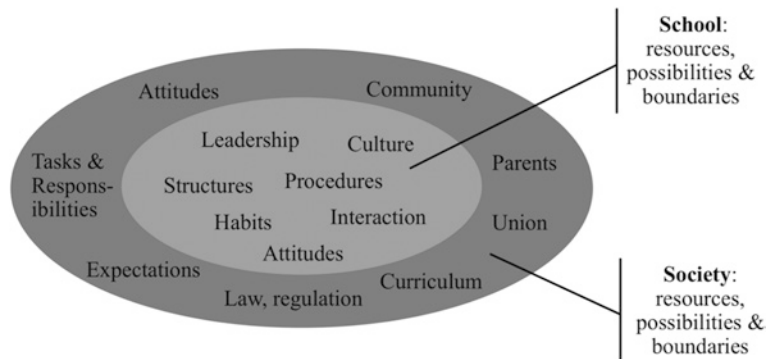 School:
resources,
possibilities &
boundaries
Attitudes
Community
Leadership
Culture
Tasks &
Respons-
ibilities
Parents
Structures
Procedures
Habits
Interaction
Union
Attitudes
Expectations
Curriculum
Law, regulation
Society:
resources,
possibilities &
boundaries